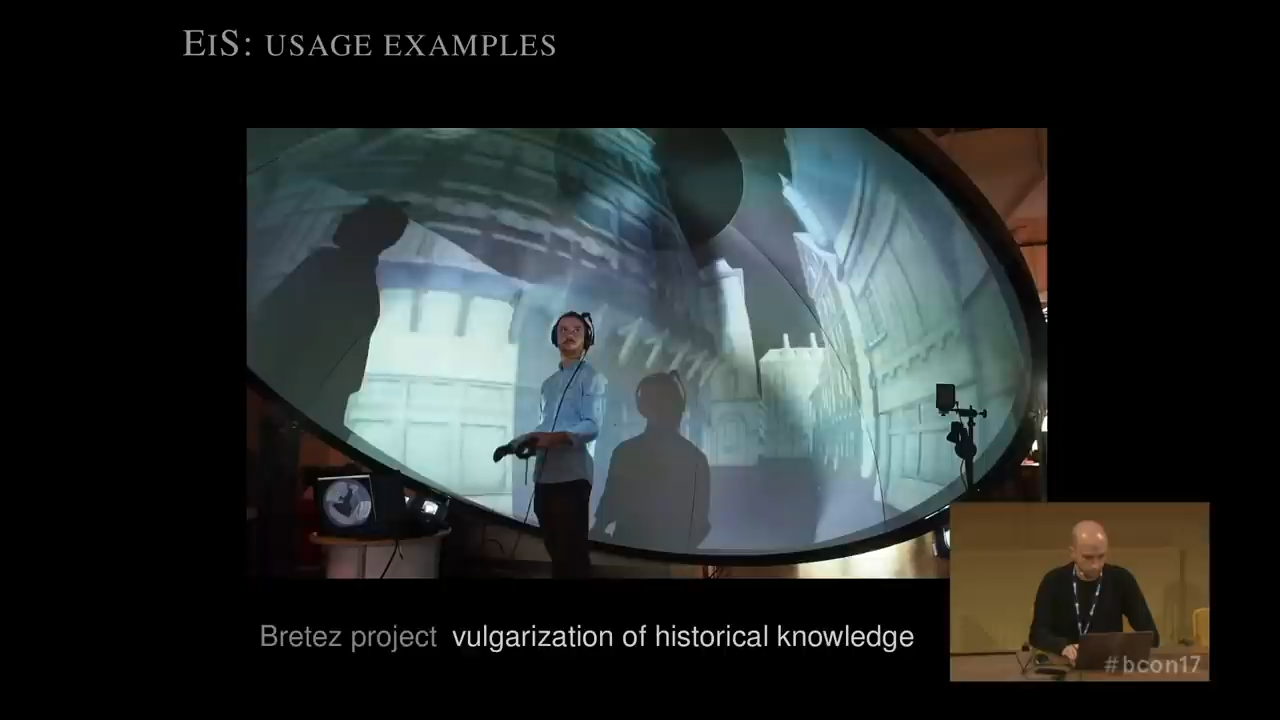 EIS: USAGE EXAMPLES
Bretez project vulgarization of historical knowledge
#bcon17